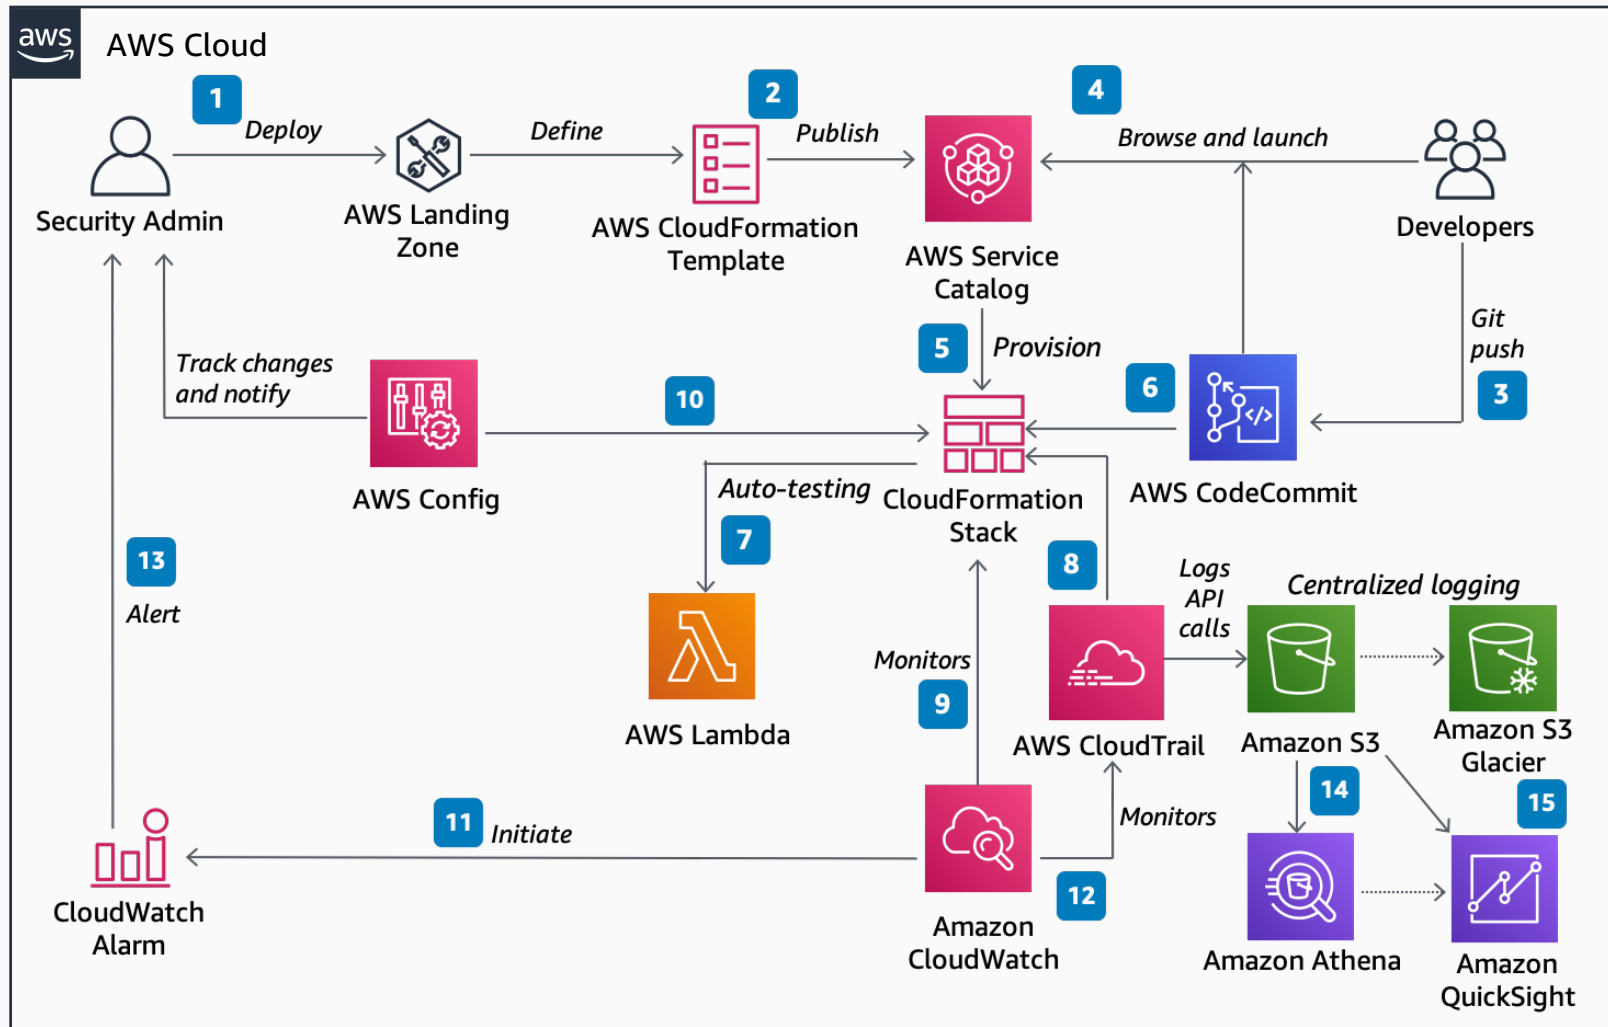 aws
AWS Cloud
1
Deploy
Define
2
Publish
4
Browse and launch
Security Admin
AWS Landing
Zone
AWS CloudFormation
Template
AWS Service
Catalog
Developers
Git
push
3
5
Provision
6
Track changes
and notify
10
AWS Config
Auto-testing
7
CloudFormation
Stack
AWS CodeCommit
13
Alert
8
Logs
API
calls
Centralized logging
Monitors
9
AWS Lambda
AWS CloudTrail
Amazon S3
Amazon S3
Glacier
14
15
11
Initiate
Monitors
12
CloudWatch
Alarm
Amazon
CloudWatch
Amazon Athena
Amazon
QuickSight